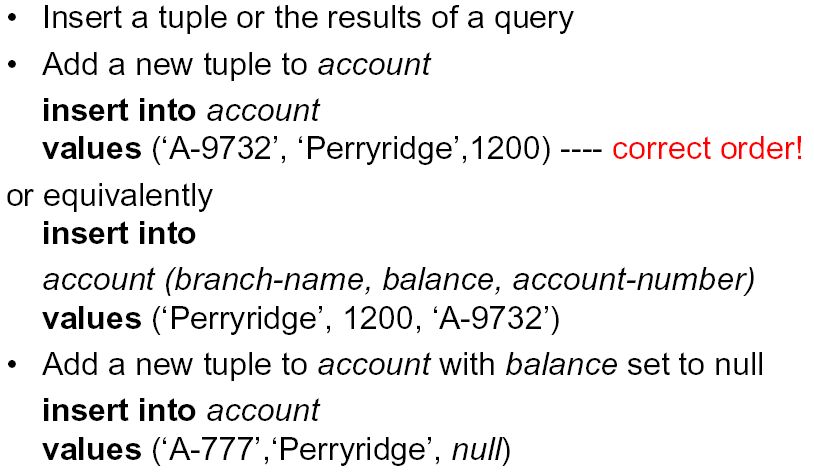 • Insert a tuple or the results of a query
• Add a new tuple to account
insert into account
values (‘A-9732’, ‘Perryridge’,1200) ---- correct order!
or equivalently
insert into
account (branch-name, balance, account-number)
values (‘Perryridge’, 1200, ‘A-9732’)
• Add a new tuple to account with balance set to null
insert into account
values (‘A-777’,‘Perryridge’, null)